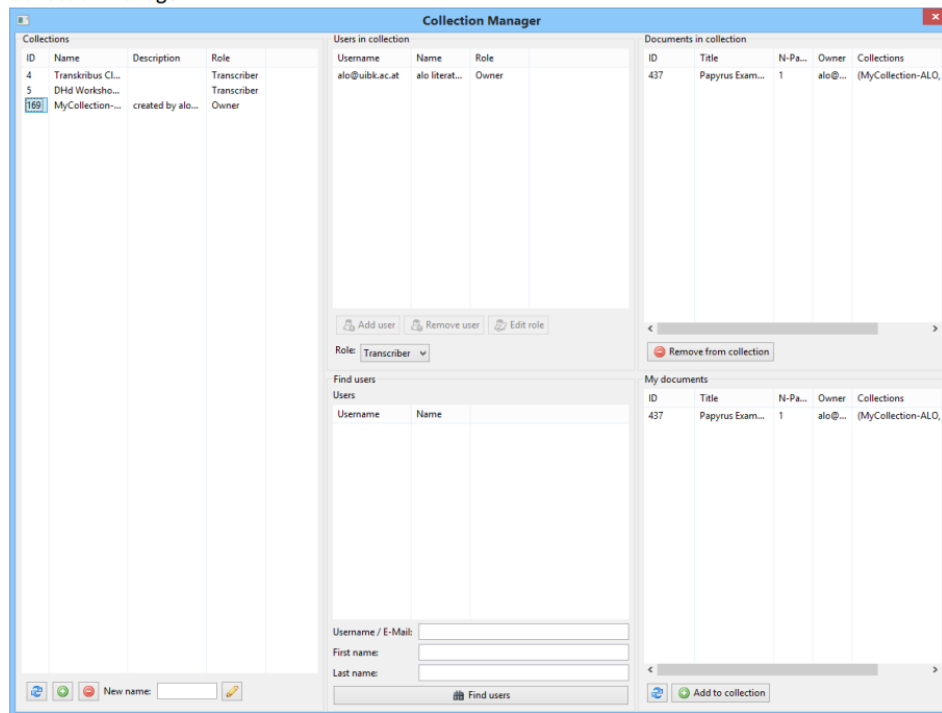 Collection Manager
Collections
ID Name Description Role
4 Transkribus Cl... Transcriber
5 DHd Worksho... Transcriber
169 MyCollection-... created by alo... Owner
New name:
Users in collection
Username Name Role
alo@uibk.ac.at alo literat... Owner
Add user Remove user Edit role
Role: Transcriber
Find users
Users
Username Name
Username / E-Mail:
First name:
Last name:
Find users
Documents in collection
ID Title N-Pa... Owner Collections
437 Papyrus Exam... 1 alo@... (MyCollection-ALO,
Remove from collection
My documents
ID Title N-Pa... Owner Collections
437 Papyrus Exam... 1 alo@... (MyCollection-ALO,
Add to collection